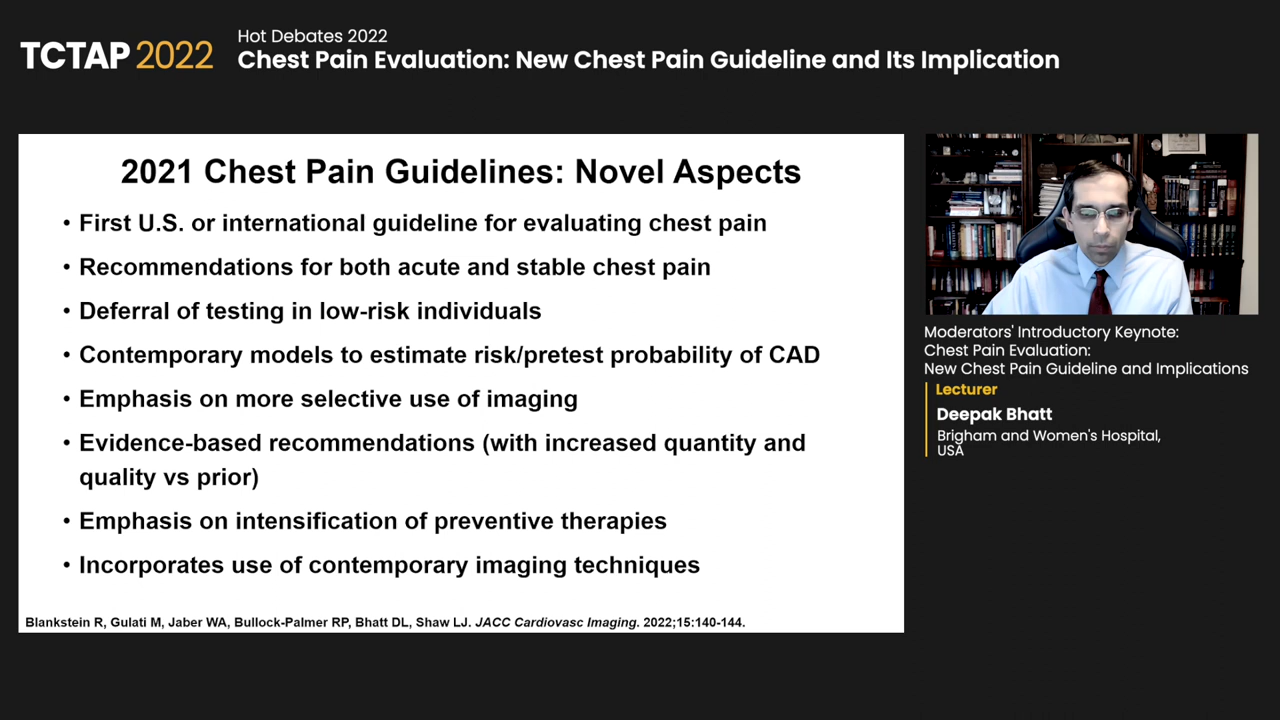 TCTAP 2022
Hot Debates 2022
Chest Pain Evaluation: New Chest Pain Guideline and Its Implication
2021 Chest Pain Guidelines: Novel Aspects
• First U.S. or international guideline for evaluating chest pain
• Recommendations for both acute and stable chest pain
• Deferral of testing in low-risk individuals
• Contemporary models to estimate risk/pretest probability of CAD
• Emphasis on more selective use of imaging
• Evidence-based recommendations (with increased quantity and
quality vs prior)
• Emphasis on intensification of preventive therapies
• Incorporates use of contemporary imaging techniques
Blankstein R, Gulati M, Jaber WA, Bullock-Palmer RP, Bhatt DL, Shaw LJ. JACC Cardiovasc Imaging. 2022;15:140-144.
Moderators' Introductory Keynote:
Chest Pain Evaluation:
New Chest Pain Guideline and Implications
Lecturer
Deepak Bhatt
Brigham and Women's Hospital,
USA